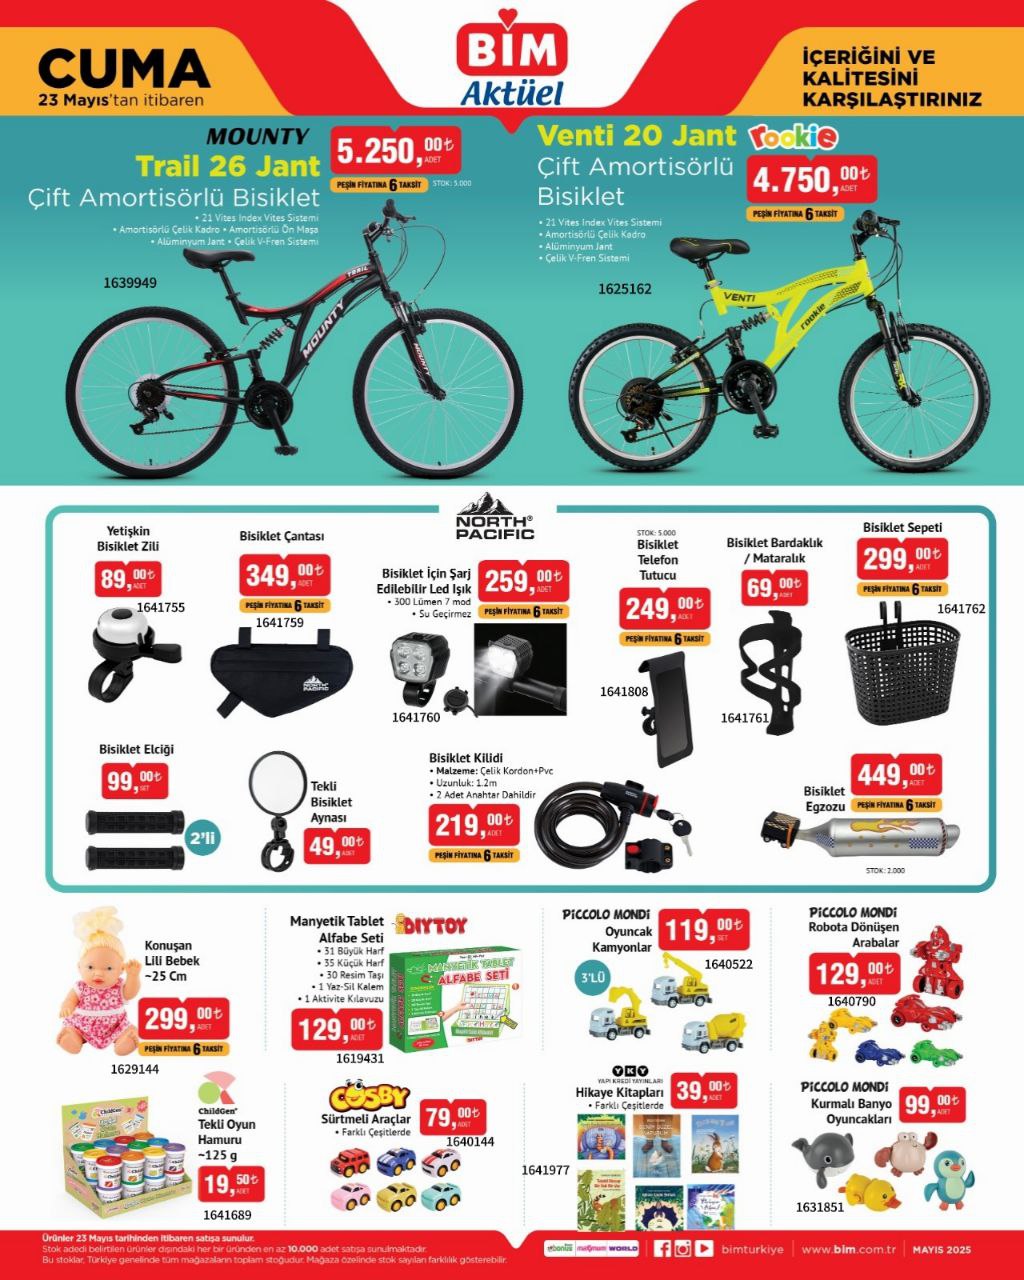 CUMA
23 Mayıs'tan itibaren
BİM
Aktüel
İÇERİĞİNİ VE
KALİTESİNİ
KARŞILAŞTIRINIZ
MOUNTY
Trail 26 Jant
Çift Amortisörlü Bisiklet
5.250,00₺
ADET
PEŞİN FİYATINA 6 TAKSİT
STOK: 5.000
• 21 Vites Index Vites Sistemi
• Amortisörlü Çelik Kadro • Amortisörlü Ön Maşa
• Alüminyum Jant • Çelik V-Fren Sistemi
1639949
TRAIL
MOUNTY
MOUNTY
Venti 20 Jant
rookie
Çift Amortisörlü
Bisiklet
4.750,00₺
ADET
PEŞİN FİYATINA 6 TAKSİT
• 21 Vites Index Vites Sistemi
• Amortisörlü Çelik Kadro
• Alüminyum Jant
• Çelik V-Fren Sistemi
1625162
VENTI
rookie
NORTH®
PACIFIC
Yetişkin
Bisiklet Zili
89,00₺
ADET
1641755
Bisiklet Çantası
349,00₺
ADET
PEŞİN FİYATINA 6 TAKSİT
1641759
NORTH
PACIFIC
Bisiklet İçin Şarj
Edilebilir Led Işık
• 300 Lümen 7 mod
• Su Geçirmez
259,00₺
ADET
PEŞİN FİYATINA 6 TAKSİT
1641760
STOK: 5.000
Bisiklet
Telefon
Tutucu
249,00₺
ADET
PEŞİN FİYATINA 6 TAKSİT
1641808
Bisiklet Bardaklık
/ Mataralık
69,00₺
ADET
1641761
Bisiklet Sepeti
299,00₺
ADET
PEŞİN FİYATINA 6 TAKSİT
1641762
Bisiklet Elciği
99,00₺
SET
2'li
Tekli
Bisiklet
Aynası
49,00₺
ADET
Bisiklet Kilidi
• Malzeme: Çelik Kordon+Pvc
• Uzunluk: 1.2m
• 2 Adet Anahtar Dahildir
219,00₺
ADET
PEŞİN FİYATINA 6 TAKSİT
Bisiklet
Egzozu
449,00₺
ADET
PEŞİN FİYATINA 6 TAKSİT
STOK: 2.000
Konuşan
Lili Bebek
~25 Cm
299,00₺
ADET
PEŞİN FİYATINA 6 TAKSİT
1629144
Manyetik Tablet
Alfabe Seti
• 31 Büyük Harf
• 35 Küçük Harf
• 30 Resim Taşı
• 1 Yaz-Sil Kalem
• 1 Aktivite Kılavuzu
129,00₺
ADET
1619431
DIYTOY
MANYETİK TABLET
ALFABE SETİ
PİCCOLO MONDİ
Oyuncak
Kamyonlar
119,00₺
SET
3'LÜ
1640522
PİCCOLO MONDİ
Robota Dönüşen
Arabalar
129,00₺
ADET
1640790
ChildGen'
Tekli Oyun
Hamuru
~125 g
19,50₺
ADET
1641689
COSBY
Sürtmeli Araçlar
• Farklı Çeşitlerde
79,00₺
ADET
1640144
YKY
YAPI KREDİ YAYINLARI
Hikaye Kitapları
• Farklı Çeşitlerde
39,00₺
ADET
1641977
PİCCOLO MONDİ
Kurmalı Banyo
Oyuncakları
99,00₺
ADET
1631851
Ürünler 23 Mayıs tarihinden itibaren satışa sunulur.
Stok adedi belirtilen ürünler dışındaki her bir üründen en az 10.000 adet satışa sunulmaktadır.
Bu stoklar, Türkiye genelinde tüm mağazaların toplam stoğudur. Mağaza özelinde stok sayıları farklılık gösterebilir.
bonus
maximum
WORLD
bimturkiye
www.bim.com.tr
MAYIS 2025